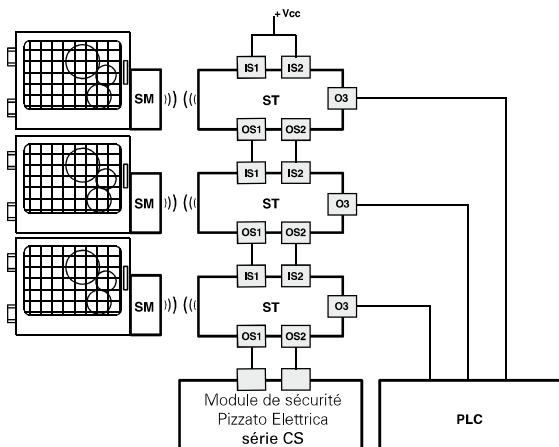 +Vcc
IS1 IS2
SM ST O3
OS1 OS2
IS1 IS2
SM ST O3
OS1 OS2
IS1 IS2
SM ST O3
OS1 OS2
Module de sécurité
Pizzato Elettrica
série CS
PLC